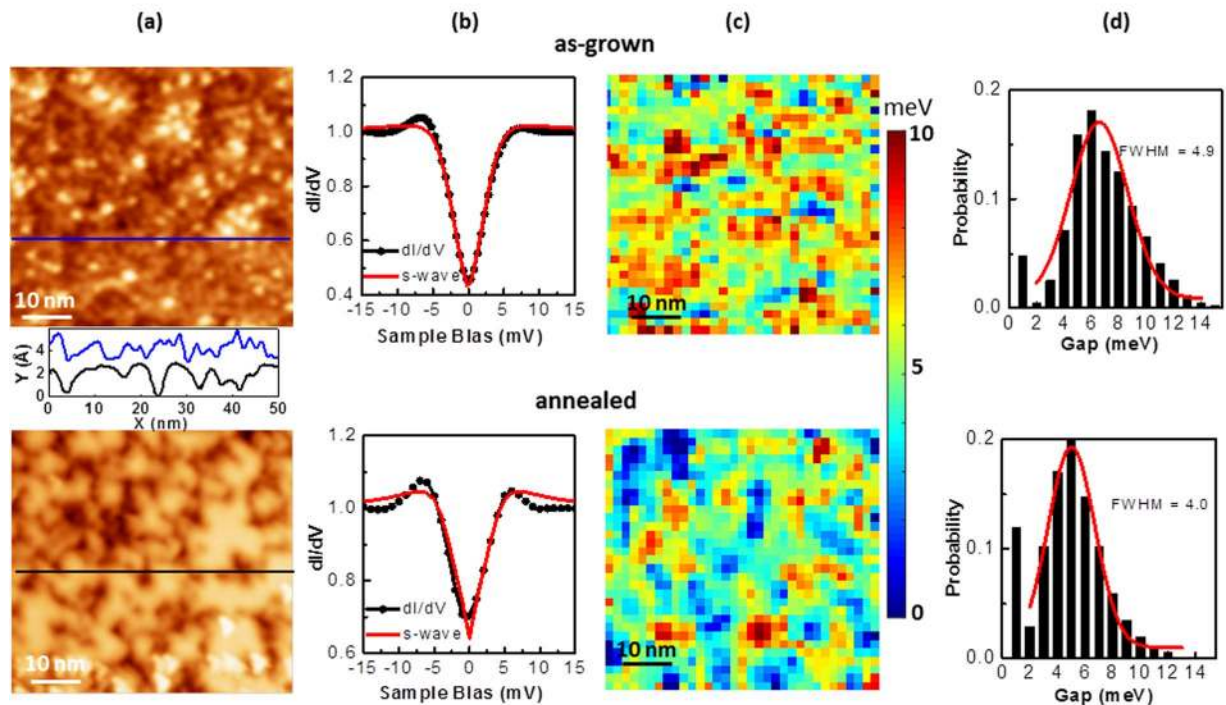 (a) (b) (c) (d)
as-grown
10 nm
1.2
1.0
0.8
0.6
0.4
dI/dV
dI/dV
s-wave
-15 -10 -5 0 5 10 15
Sample Bias (mV)
10 nm
meV
10
5
0
0.2
0.1
0.0
Probability
FWHM = 4.9
0 2 4 6 8 10 12 14
Gap (meV)
Y (Å)
4
2
0
0 10 20 30 40 50
X (nm)
annealed
10 nm
1.2
1.0
0.8
0.6
dI/dV
dI/dV
s-wave
-15 -10 -5 0 5 10 15
Sample Bias (mV)
10 nm
0.2
0.1
0.0
Probability
FWHM = 4.0
0 2 4 6 8 10 12 14
Gap (meV)